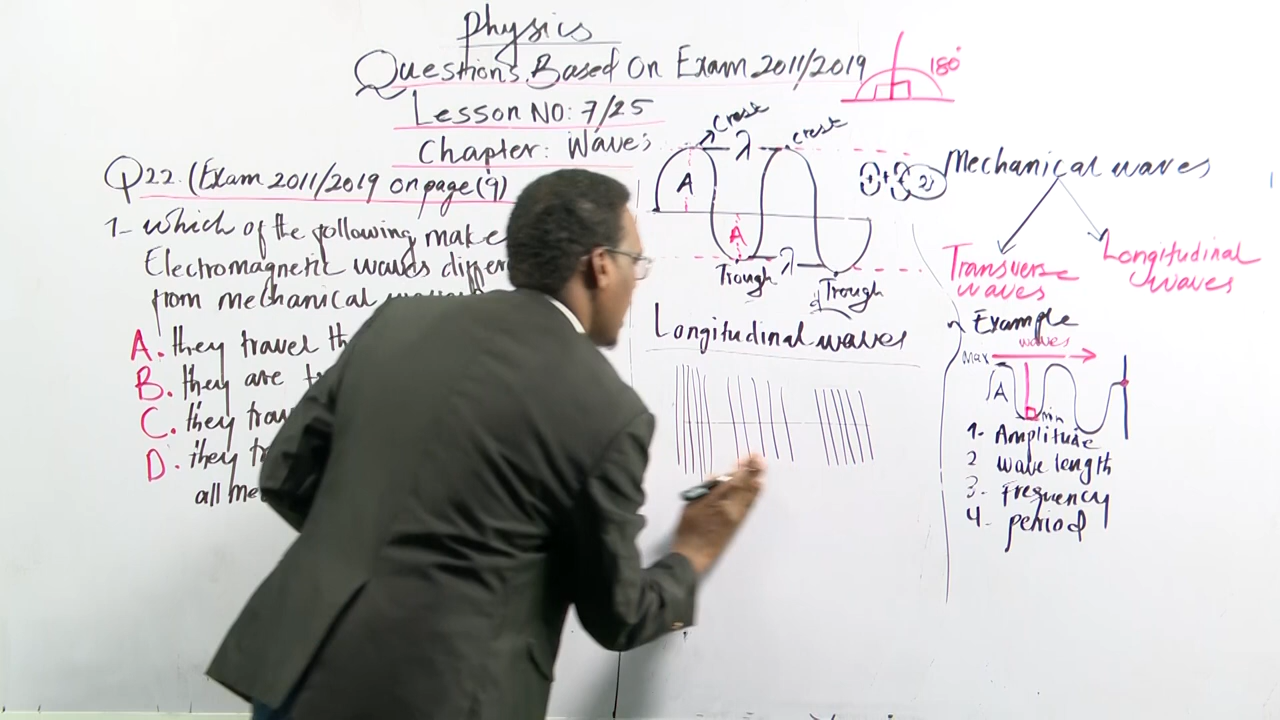 Physics
Questions Based On Exam 2011/2019
Lesson NO: 7/25
Chapter: Waves
Q22. (Exam 2011/2019 on page (9)
1- which of the following make
Electromagnetic waves differ
from mechanical
A. they travel
B. they are
C. they
D. they
all
180°
Crest
λ
Crest
A
A
Trough
λ
Trough
Longitudinal waves
Mechanical waves
Transverse
waves
Longitudinal
waves
Example
waves
Max
A
min
1- Amplitude
2 wave length
3- Frequency
4- period